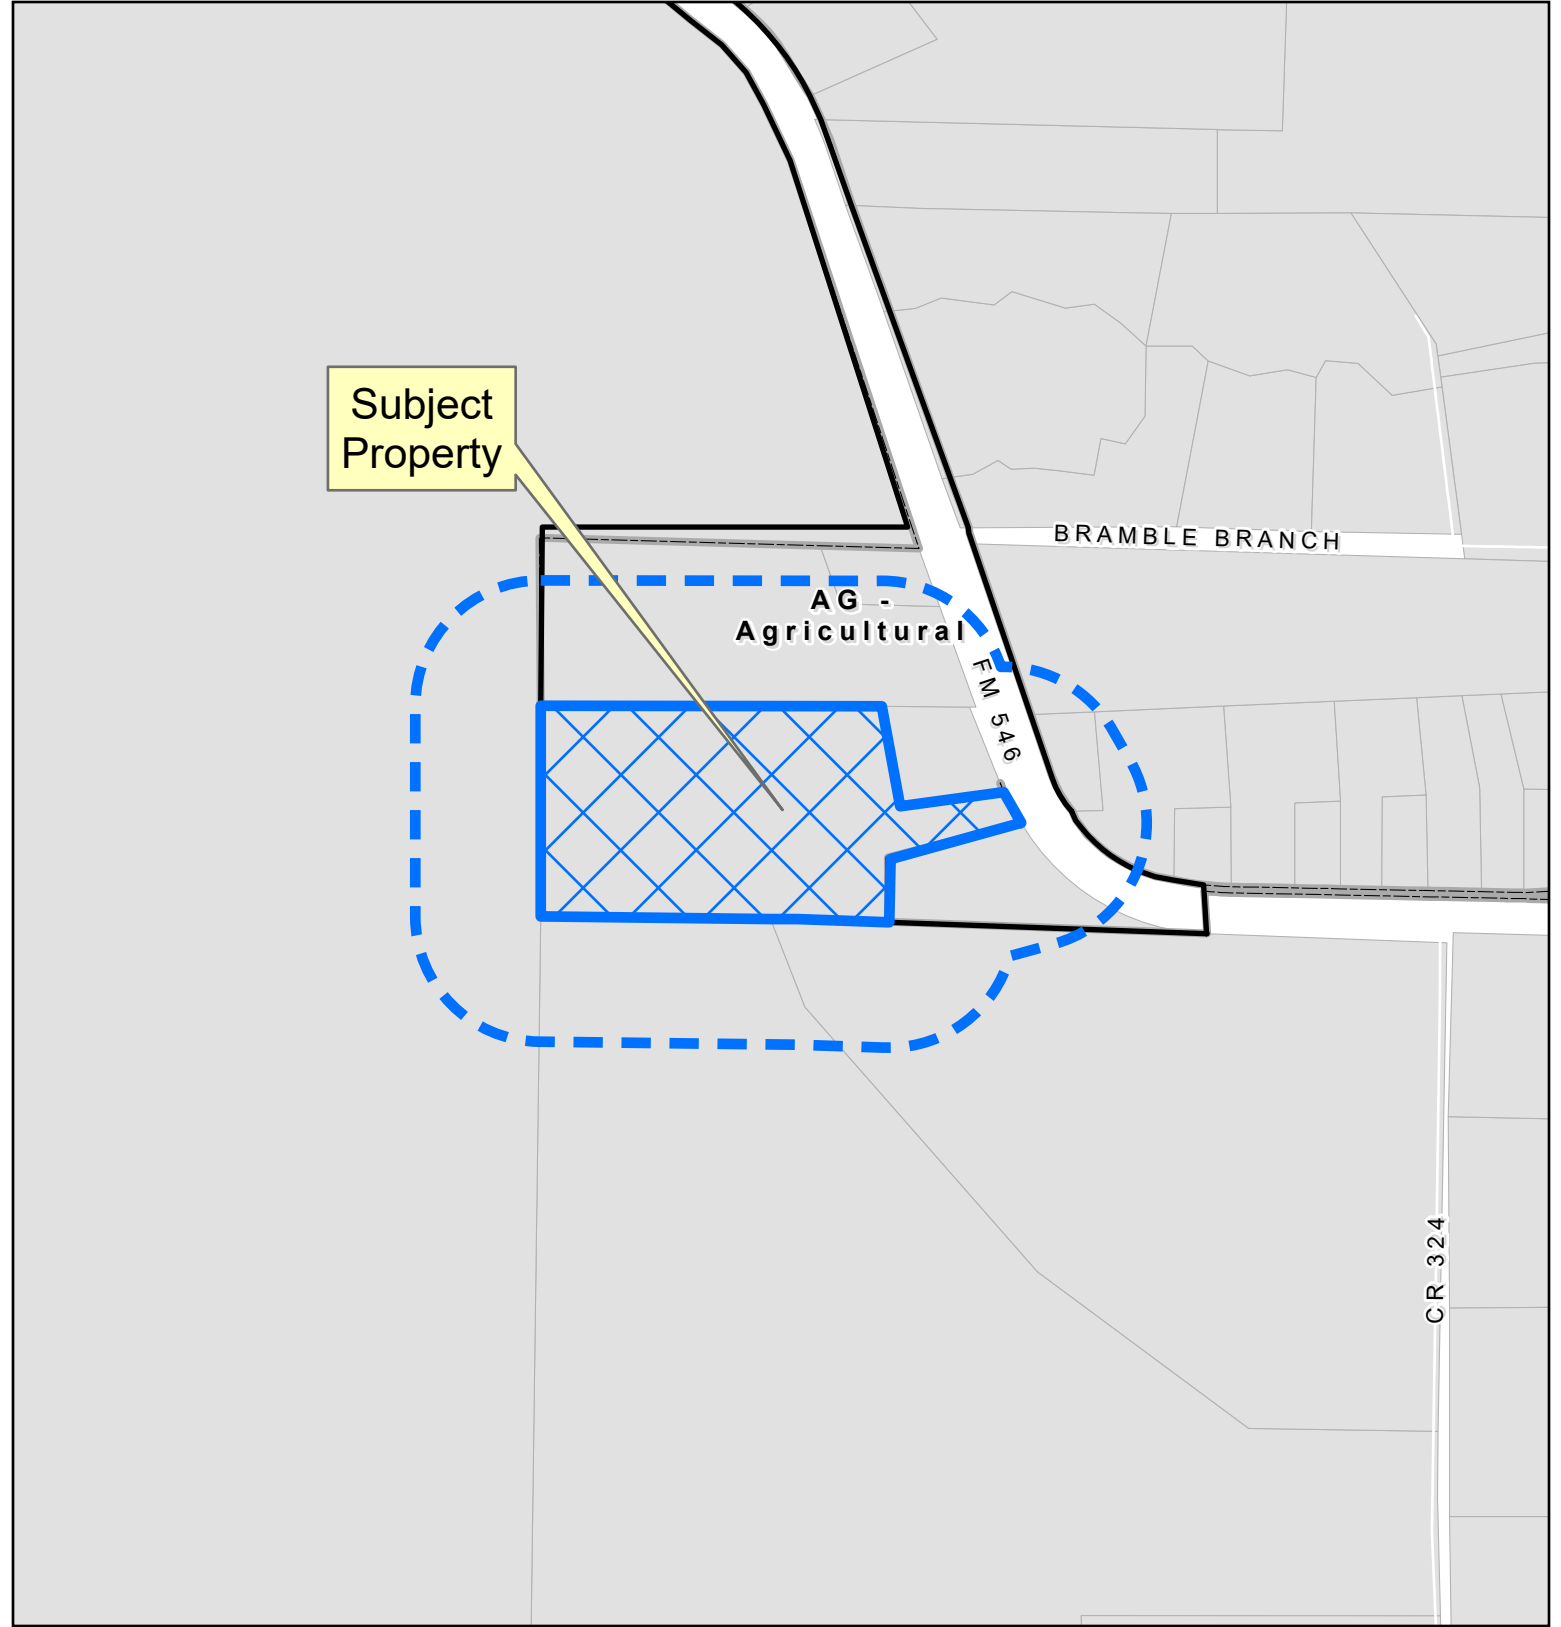 Subject
Property
BRAMBLE BRANCH
AG -
Agricultural
FM 546
CR 324